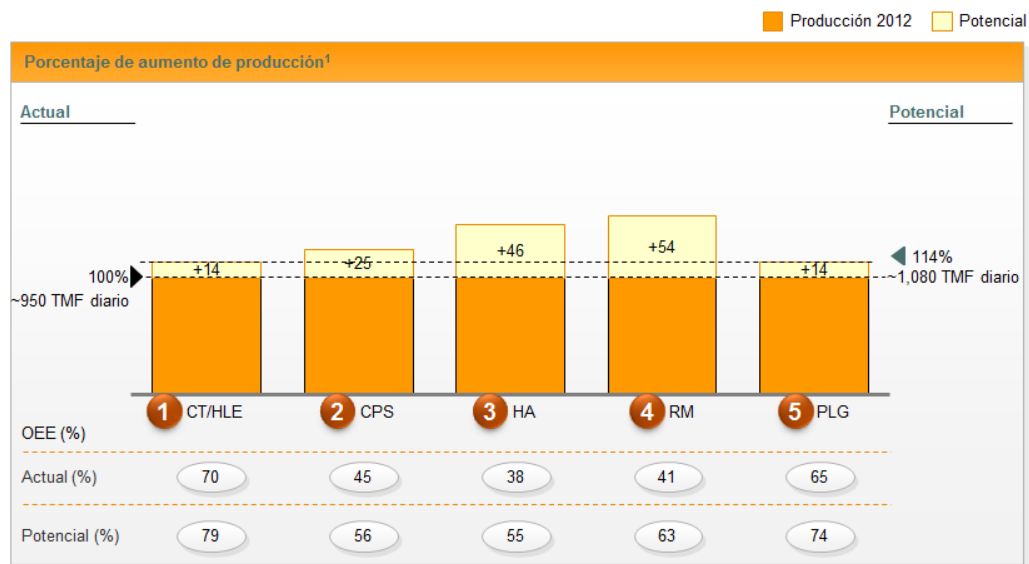 Producción 2012 Potencial
Porcentaje de aumento de producción¹
Actual Potencial
+14 +25 +46 +54 +14
100% 114%
~950 TMF diario ~1,080 TMF diario
1 CT/HLE 2 CPS 3 HA 4 RM 5 PLG
OEE (%)
Actual (%) 70 45 38 41 65
Potencial (%) 79 56 55 63 74